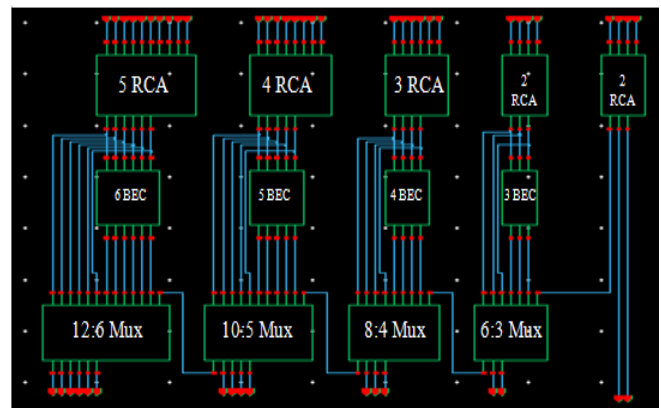 5 RCA
4 RCA
3 RCA
2
RCA
2
RCA
6 BEC
5 BEC
4 BEC
3 BEC
12:6 Mux
10:5 Mux
8:4 Mux
6:3 Mux